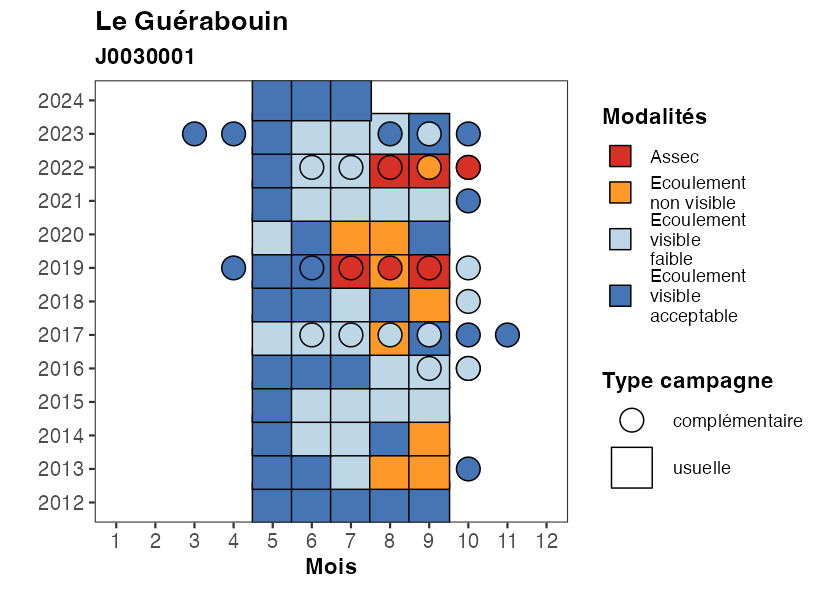 Le Guérabouin
J0030001
2024
2023
2022
2021
2020
2019
2018
2017
2016
2015
2014
2013
2012
1 2 3 4 5 6 7 8 9 10 11 12
Mois
Modalités
Assec
Ecoulement
non visible
Ecoulement
visible
faible
Ecoulement
visible
acceptable
Type campagne
complémentaire
usuelle